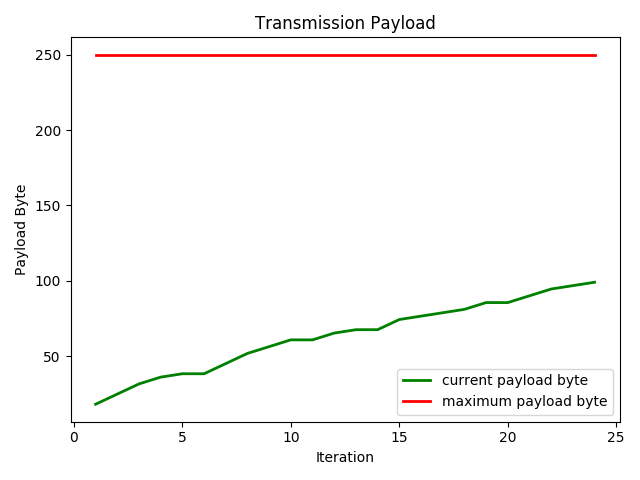 Transmission Payload
250
200
150
100
50
Payload Byte
current payload byte
maximum payload byte
0
5
10
15
20
25
Iteration